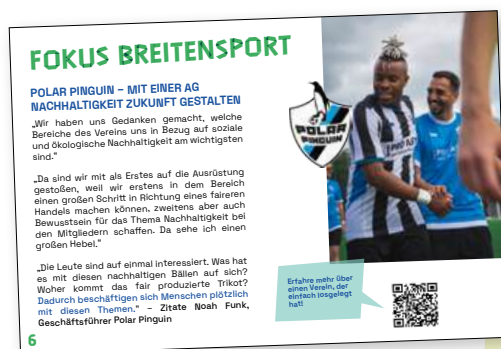 FOKUS BREITENSPORT
POLAR PINGUIN – MIT EINER AG
NACHHALTIGKEIT ZUKUNFT GESTALTEN
„Wir haben uns Gedanken gemacht, welche
Bereiche des Vereins uns in Bezug auf soziale
und ökologische Nachhaltigkeit am wichtigsten
sind.“
„Da sind wir mit als Erstes auf die Ausrüstung
gestoßen, weil wir erstens in dem Bereich
einen großen Schritt in Richtung eines faireren
Handels machen können, zweitens aber auch
Bewusstsein für das Thema Nachhaltigkeit bei
den Mitgliedern schaffen. Da sehe ich einen
großen Hebel.“
„Die Leute sind auf einmal interessiert. Was hat
es mit diesen nachhaltigen Bällen auf sich?
Woher kommt das fair produzierte Trikot?
Dadurch beschäftigen sich Menschen plötzlich
mit diesen Themen.“ – Zitate Noah Funk,
Geschäftsführer Polar Pinguin
POLAR
PINGUIN
Erfahre mehr über
einen Verein, der
einfach losgelegt
hat!
6